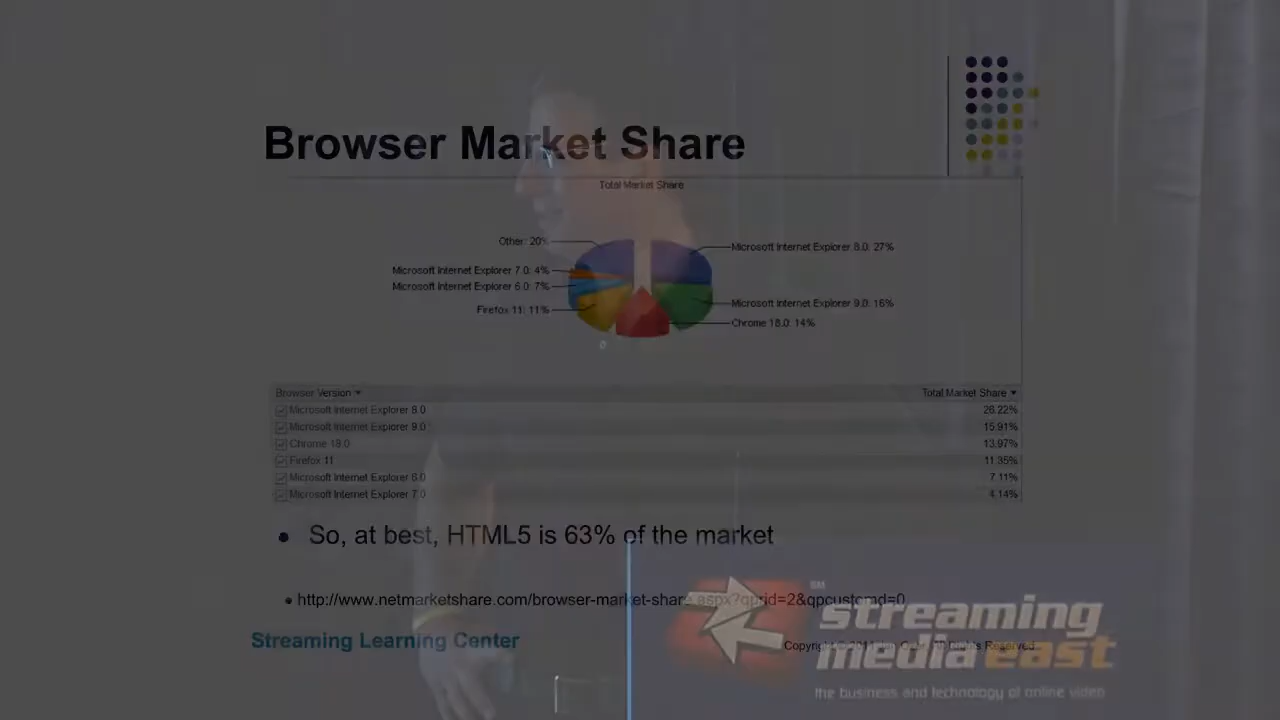 Browser Market Share
Total Market Share
Other: 20%
Microsoft Internet Explorer 8.0: 27%
Microsoft Internet Explorer 7.0: 4%
Microsoft Internet Explorer 6.0: 7%
Firefox 11: 11%
Microsoft Internet Explorer 9.0: 16%
Chrome 18.0: 14%
Browser Version Total Market Share
Microsoft Internet Explorer 8.0 26.22%
Microsoft Internet Explorer 9.0 15.91%
Chrome 18.0 13.97%
Firefox 11 11.35%
Microsoft Internet Explorer 6.0 7.11%
Microsoft Internet Explorer 7.0 4.14%
• So, at best, HTML5 is 63% of the market
• http://www.netmarketshare.com/browser-market-share.aspx?qprid=2&qpcustomd=0
Streaming Learning Center
Copyright © All Rights Reserved
SM
streaming
media east
the business and technology of online video